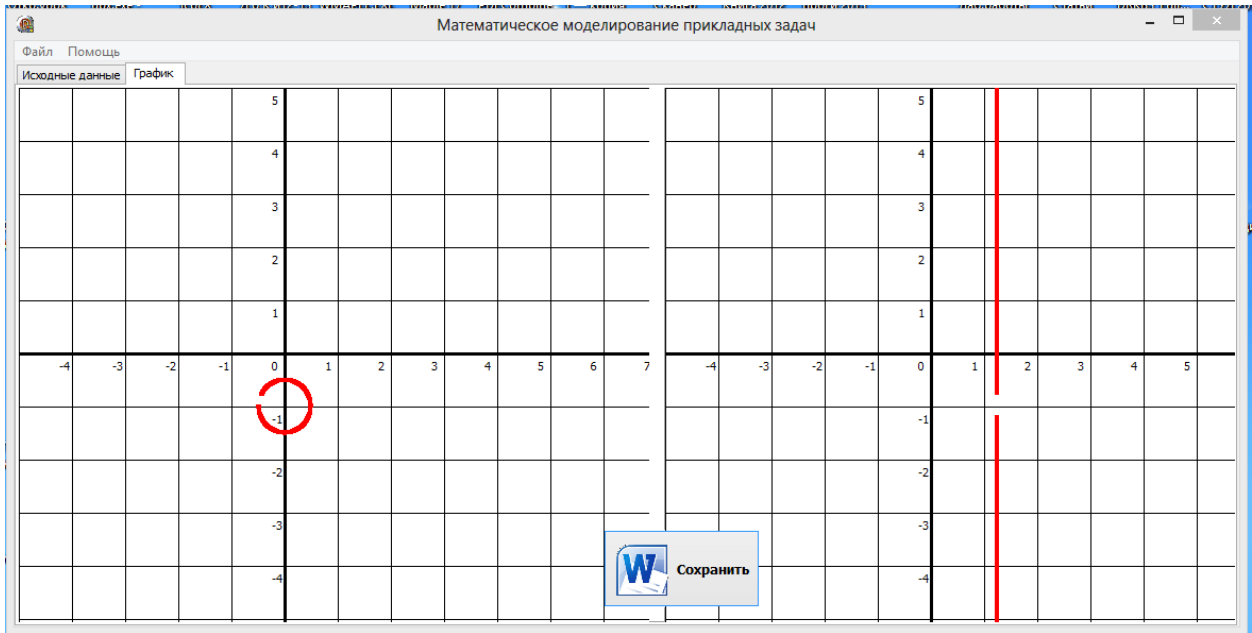 Математическое моделирование прикладных задач
Файл Помощь
Исходные данные График
5 5
4 4
3 3
2 2
1 1
-4 -3 -2 -1 0 1 2 3 4 5 6 7 -4 -3 -2 -1 0 1 2 3 4 5
-1 -1
-2 -2
-3 -3
Сохранить
-4 -4